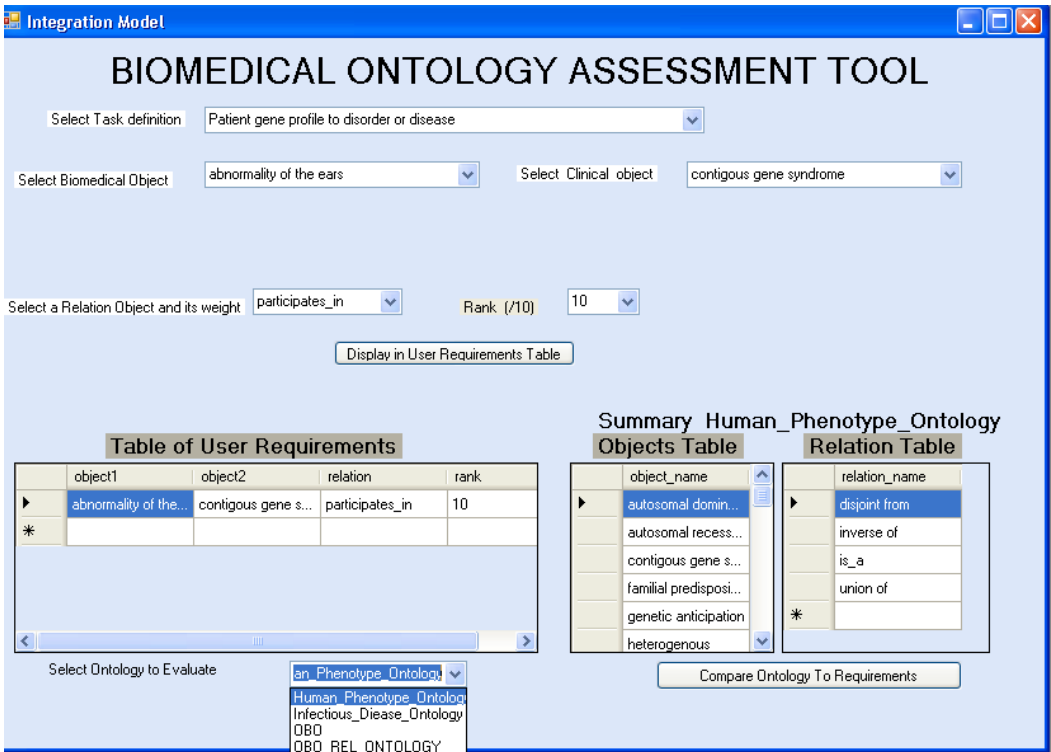 Integration Model
BIOMEDICAL ONTOLOGY ASSESSMENT TOOL
Select Task definition Patient gene profile to disorder or disease
Select Biomedical Object abnormality of the ears Select Clinical object contigous gene syndrome
Select a Relation Object and its weight participates_in Rank (/10) 10
Display in User Requirements Table
Summary Human_Phenotype_Ontology
Table of User Requirements Objects Table Relation Table
object1 object2 relation rank object_name relation_name
abnormality of the... contigous gene s... participates_in 10 autosomal domin... disjoint from
autosomal recess... inverse of
contigous gene s... is_a
familial predisposi... union of
genetic anticipation
heterogenous
Select Ontology to Evaluate an_Phenotype_Ontology Compare Ontology To Requirements
Human_Phenotype_Ontolog
Infectious_Diease_Ontology
OBO
OBO_REL_ONTOLOGY